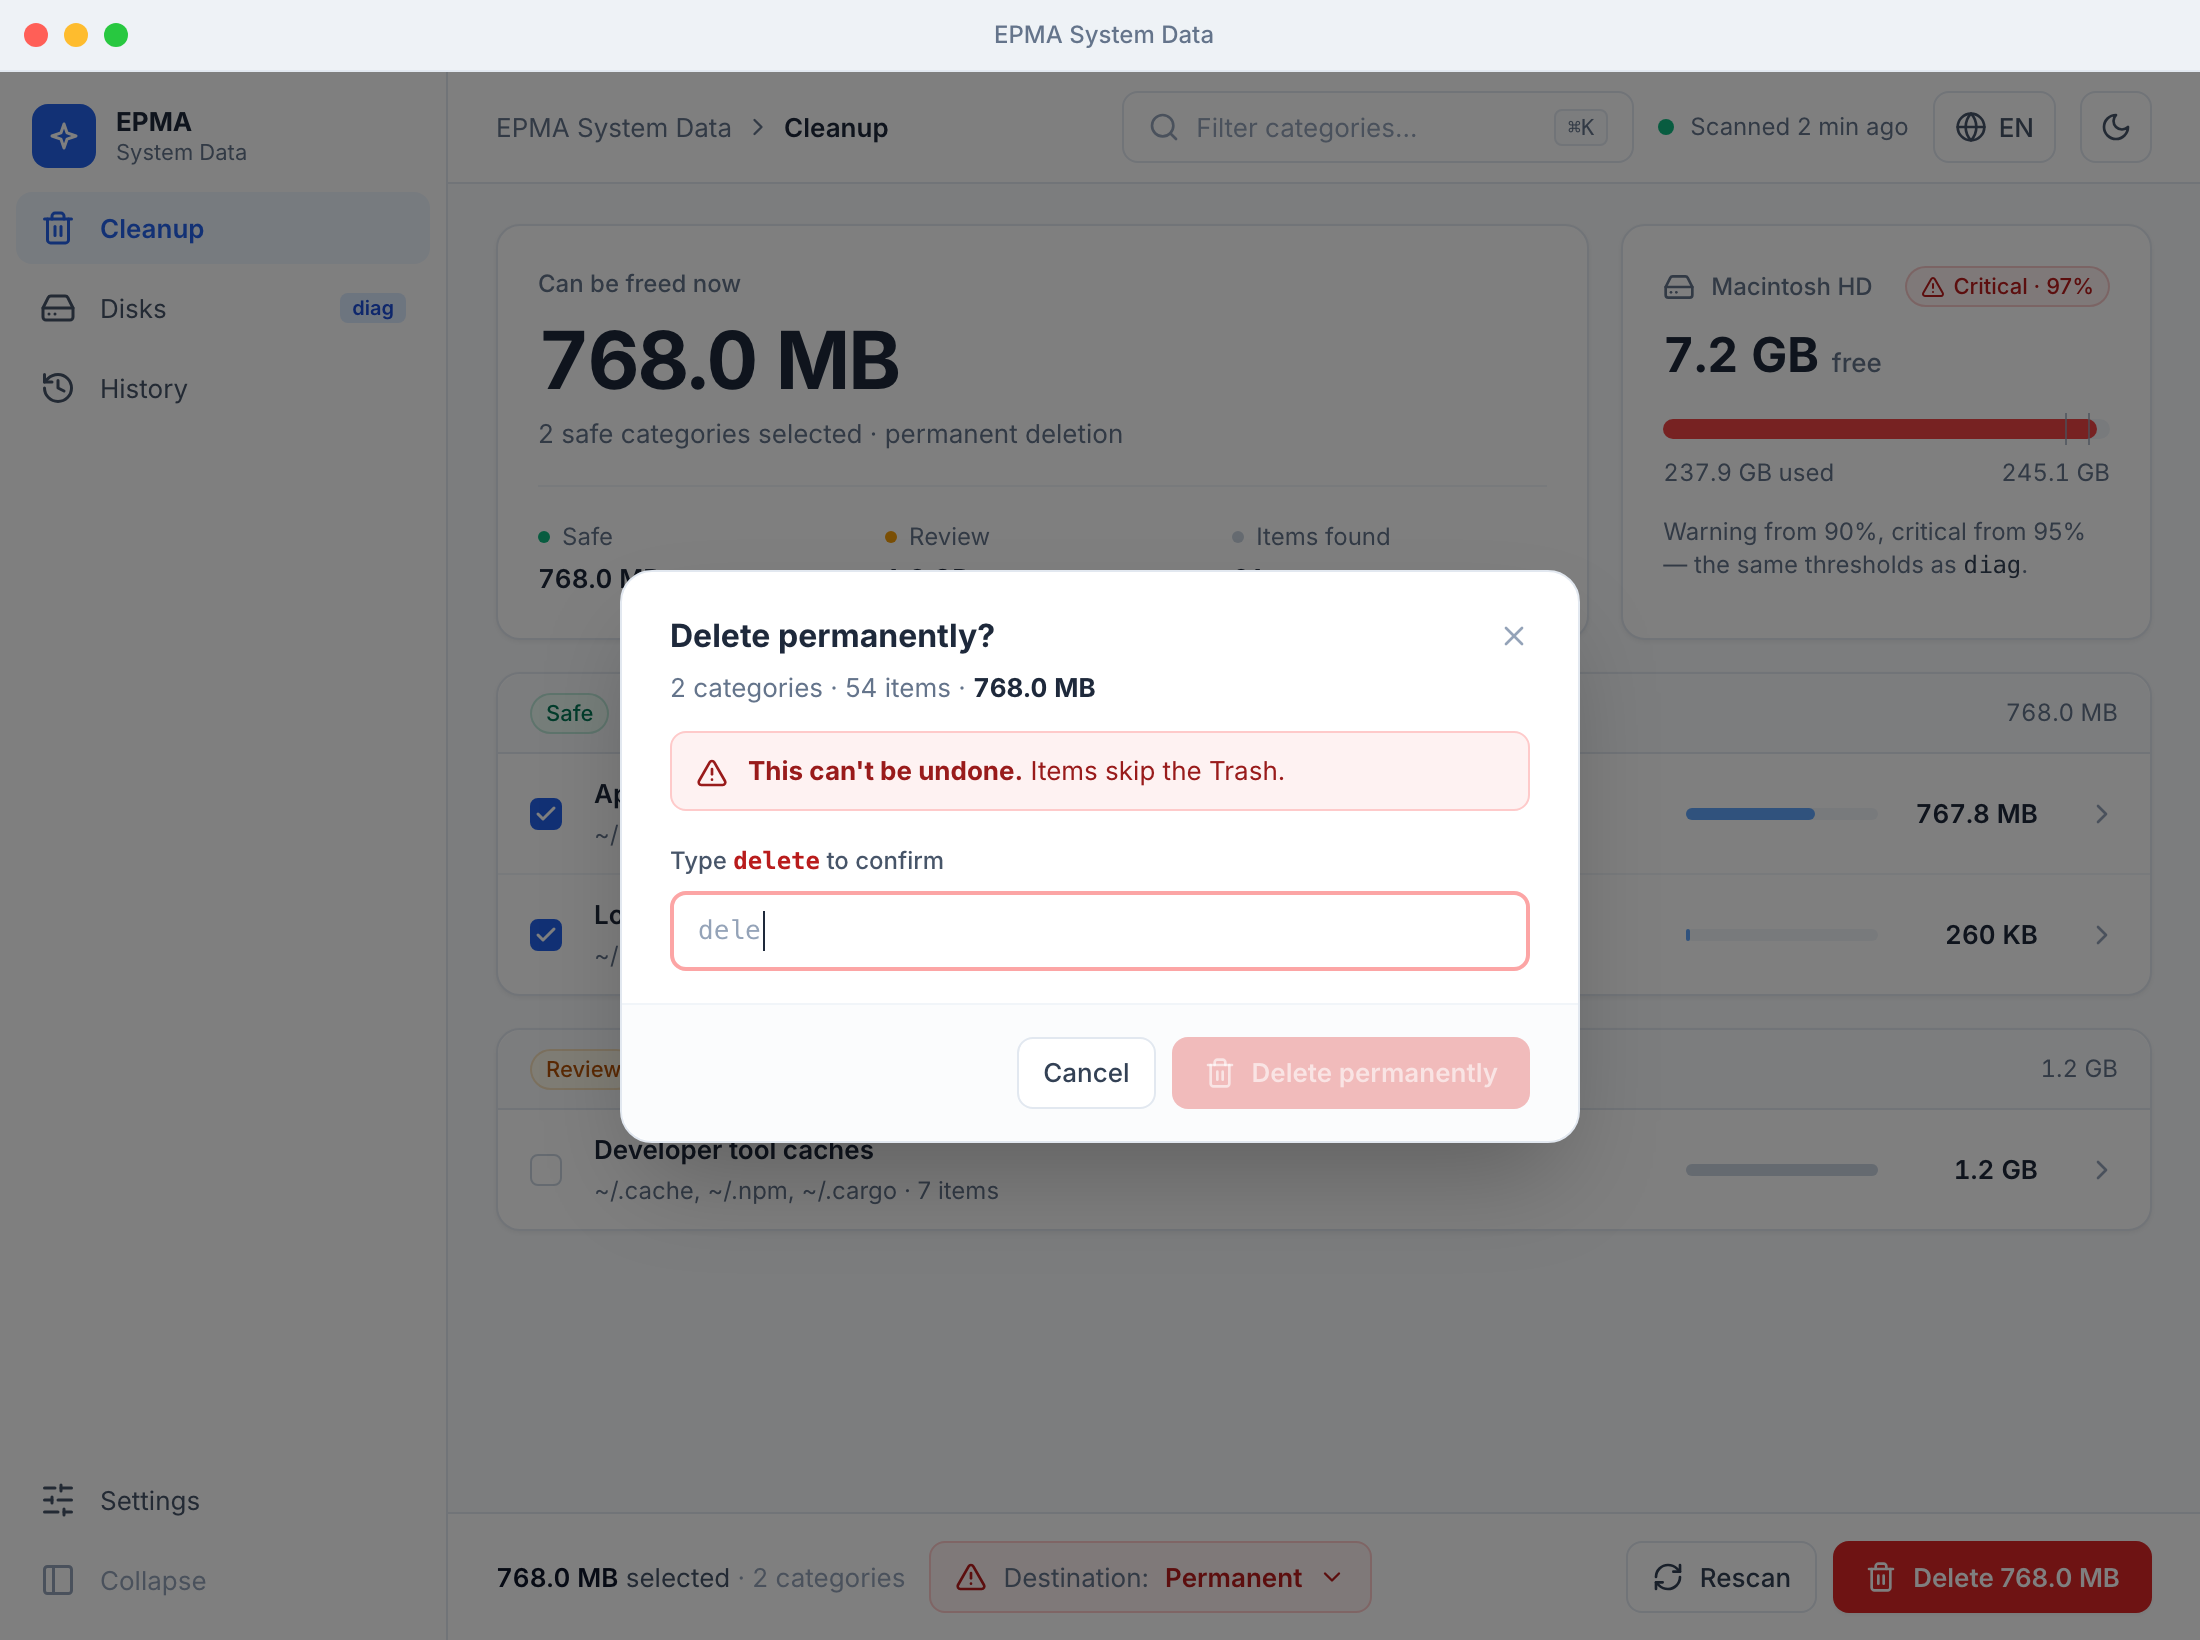 EPMA System Data
EPMA
System Data
Cleanup
Disks
diag
History
Settings
Collapse
EPMA System Data > Cleanup
Filter categories...
⌘K
Scanned 2 min ago
EN
Can be freed now
768.0 MB
2 safe categories selected · permanent deletion
Safe
768.0
Review
Items found
Macintosh HD
Critical · 97%
7.2 GB free
237.9 GB used
245.1 GB
Warning from 90%, critical from 95%
— the same thresholds as diag.
Delete permanently?
2 categories · 54 items · 768.0 MB
This can't be undone. Items skip the Trash.
Type delete to confirm
dele
Cancel
Delete permanently
Safe
768.0 MB
~/
767.8 MB
~/
260 KB
Review
1.2 GB
Developer tool caches
~/.cache, ~/.npm, ~/.cargo · 7 items
1.2 GB
768.0 MB selected · 2 categories
Destination: Permanent
Rescan
Delete 768.0 MB